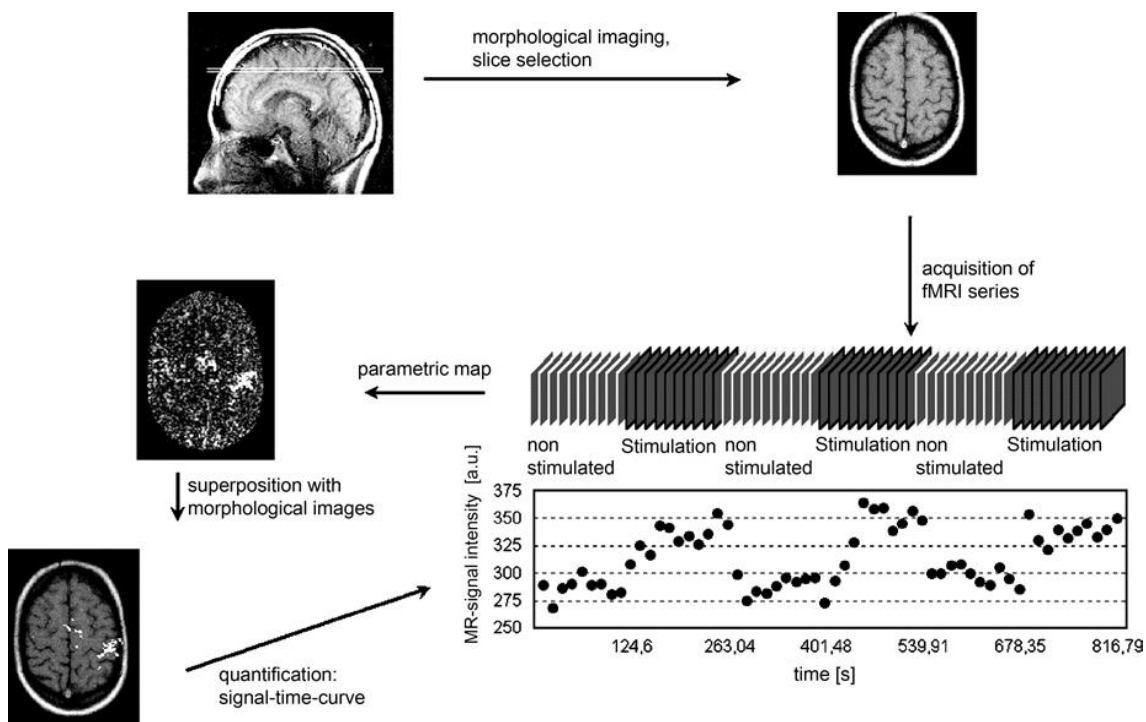 morphological imaging,
slice selection
acquisition of
fMRI series
parametric map
non
stimulated
Stimulation
non
stimulated
Stimulation
non
stimulated
Stimulation
superposition with
morphological images
quantification:
signal-time-curve
MR-signal intensity [a.u.]
375
350
325
300
275
250
124,6 263,04 401,48 539,91 678,35 816,79
time [s]